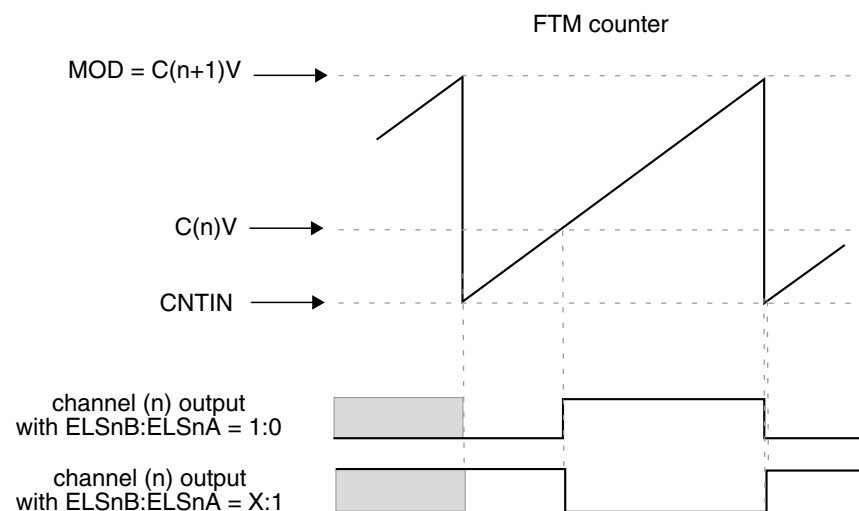 FTM counter
MOD = C(n+1)V
C(n)V
CNTIN
channel (n) output
with ELSnB:ELSnA = 1:0
channel (n) output
with ELSnB:ELSnA = X:1